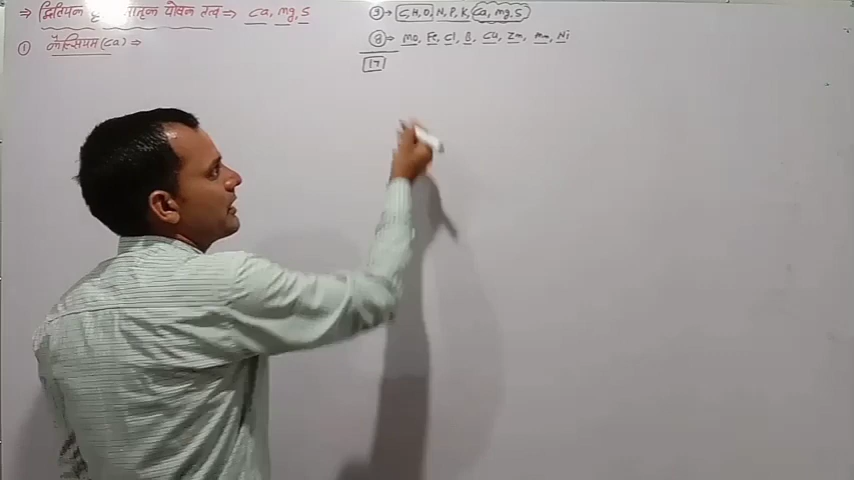 ⇒ द्वितियक मात्रक पोषक तत्व ⇒ Ca, Mg, S
① कैल्सियम (Ca) ⇒
⑨→ C, H, O, N, P, K, Ca, Mg, S
⑧→ Mo, Fe, Cl, B, Cu, Zn, Mn, Ni
17